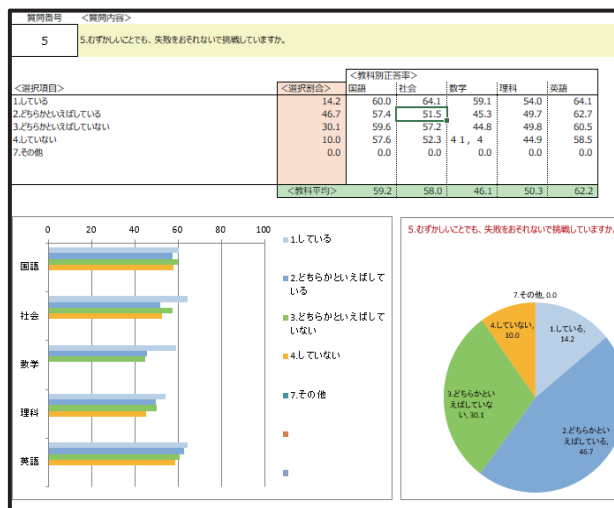 質問番号 <質問内容>
5 5.むずかしいことでも、失敗をおそれないで挑戦していますか。
<教科別正答率>
<選択項目> <選択割合> 国語 社会 数学 理科 英語
1.している 14.2 60.0 64.1 59.1 54.0 64.1
2.どちらかといえばしている 46.7 57.4 51.5 45.3 49.7 62.7
3.どちらかといえばしていない 30.1 59.6 57.2 44.8 49.8 60.5
4.していない 10.0 57.6 52.3 41,4 44.9 58.5
7.その他 0.0 0.0 0.0 0.0 0.0 0.0
<教科平均> 59.2 58.0 46.1 50.3 62.2
0 20 40 60 80 100
国語
社会
数学
理科
英語
1.している
2.どちらかといえばして
いる
3.どちらかといえばして
いない
4.していない
7.その他
5.むずかしいことでも、失敗をおそれないで挑戦していますか。
7.その他, 0.0
4.していない,
10.0
1.している,
14.2
3.どちらかとい
えばしていな
い, 30.1
2.どちらかとい
えばしている,
46.7